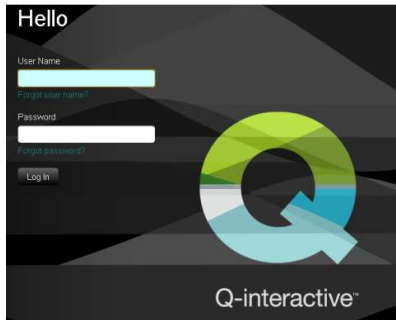 Hello
User Name
Forgot user name?
Password
Forgot password?
Log In
Q-interactive™